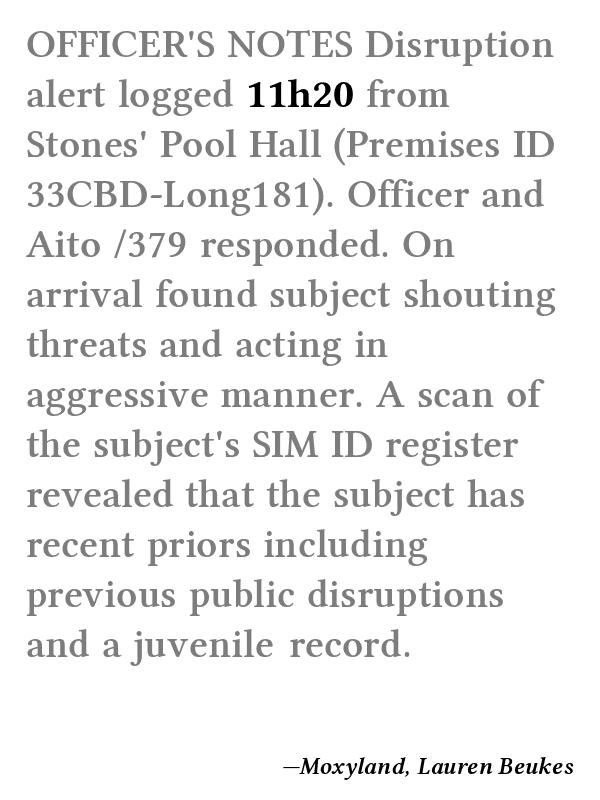 OFFICER'S NOTES Disruption
alert logged 11h20 from
Stones' Pool Hall (Premises ID
33CBD-Long181). Officer and
Aito /379 responded. On
arrival found subject shouting
threats and acting in
aggressive manner. A scan of
the subject's SIM ID register
revealed that the subject has
recent priors including
previous public disruptions
and a juvenile record.
—Moxyland, Lauren Beukes